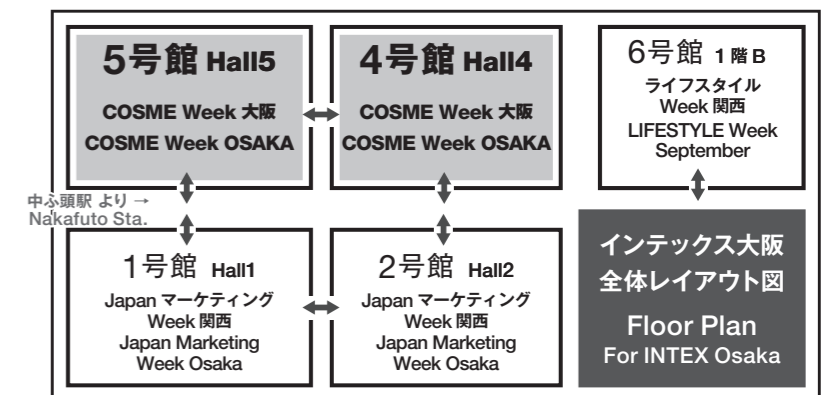 5号館 Hall5
COSME Week 大阪
COSME Week OSAKA
4号館 Hall4
COSME Week 大阪
COSME Week OSAKA
6号館 1階B
ライフスタイル
Week 関西
LIFESTYLE Week
September
中ふ頭駅 より →
Nakafuto Sta.
1号館 Hall1
Japan マーケティング
Week 関西
Japan Marketing
Week Osaka
2号館 Hall2
Japan マーケティング
Week 関西
Japan Marketing
Week Osaka
インテックス大阪
全体レイアウト図
Floor Plan
For INTEX Osaka